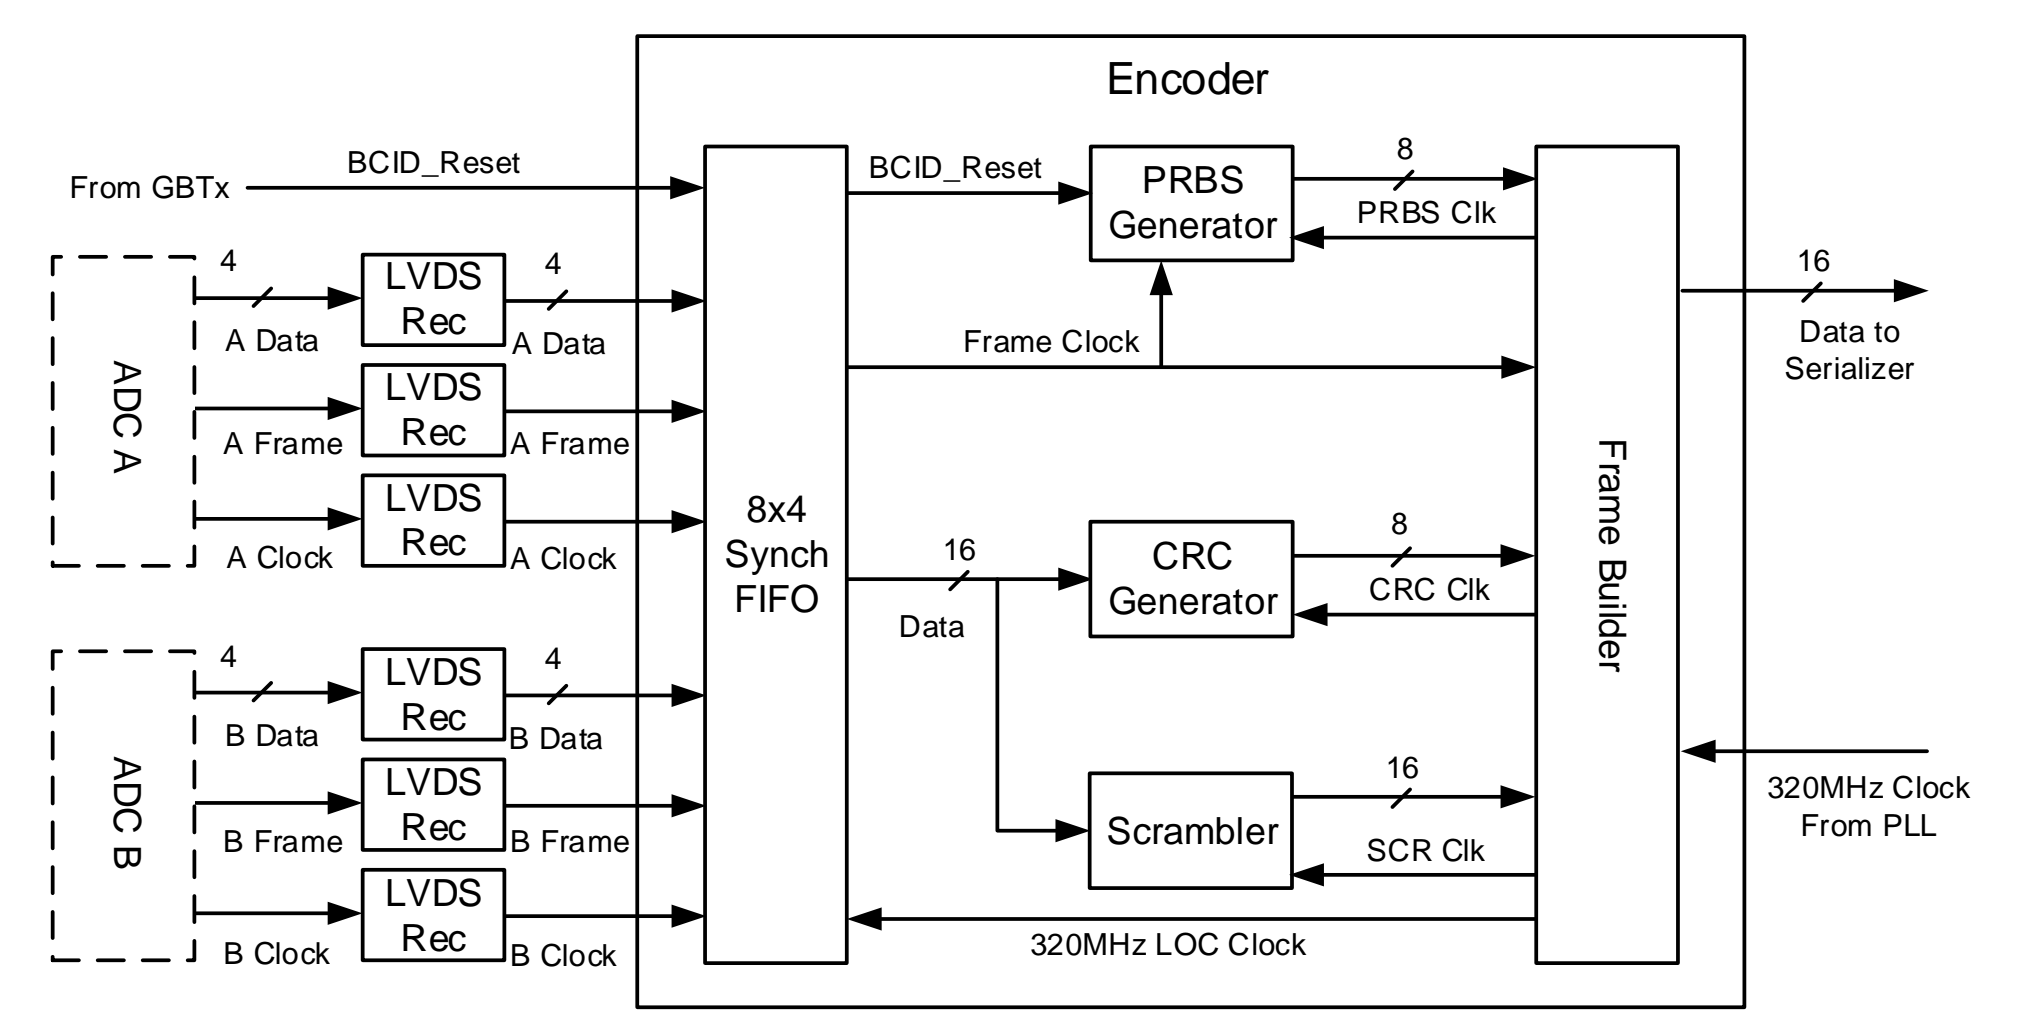 Encoder
From GBTx
BCID_Reset
BCID_Reset
PRBS
Generator
8
PRBS Clk
ADC A
4
A Data
LVDS
Rec
4
A Data
A Frame
LVDS
Rec
A Frame
A Clock
LVDS
Rec
A Clock
Frame Clock
8x4
Synch
FIFO
16
Data
CRC
Generator
8
CRC Clk
Frame Builder
16
Data to
Serializer
ADC B
4
B Data
LVDS
Rec
4
B Data
B Frame
LVDS
Rec
B Frame
B Clock
LVDS
Rec
B Clock
Scrambler
16
SCR Clk
320MHz LOC Clock
320MHz Clock
From PLL